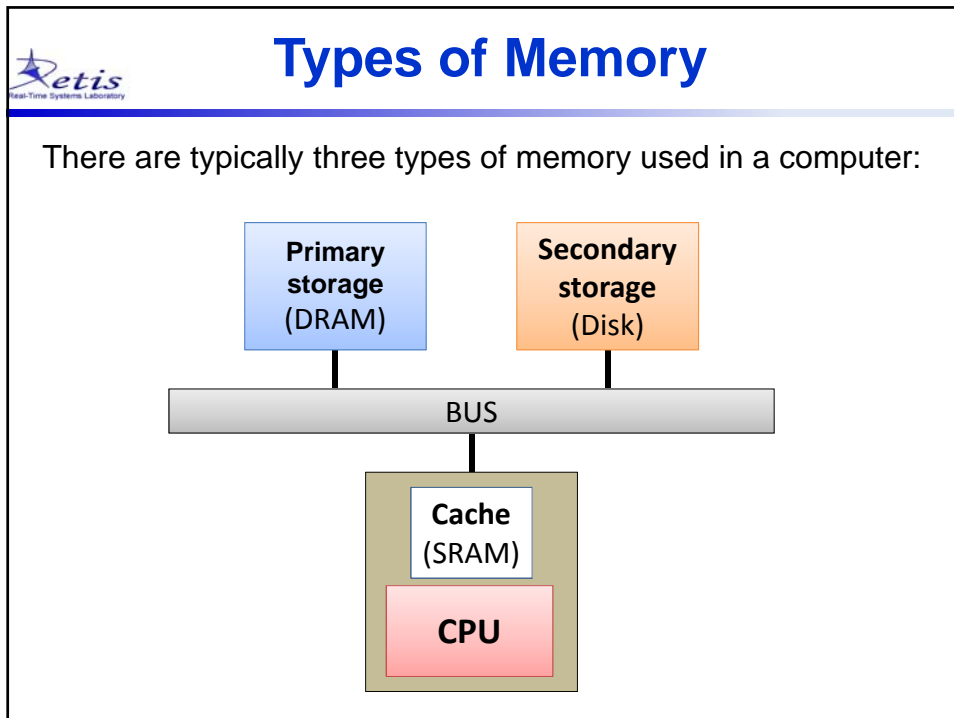 Types of Memory
Retis
Real-Time Systems Laboratory
There are typically three types of memory used in a computer:
Primary
storage
(DRAM)
Secondary
storage
(Disk)
BUS
Cache
(SRAM)
CPU